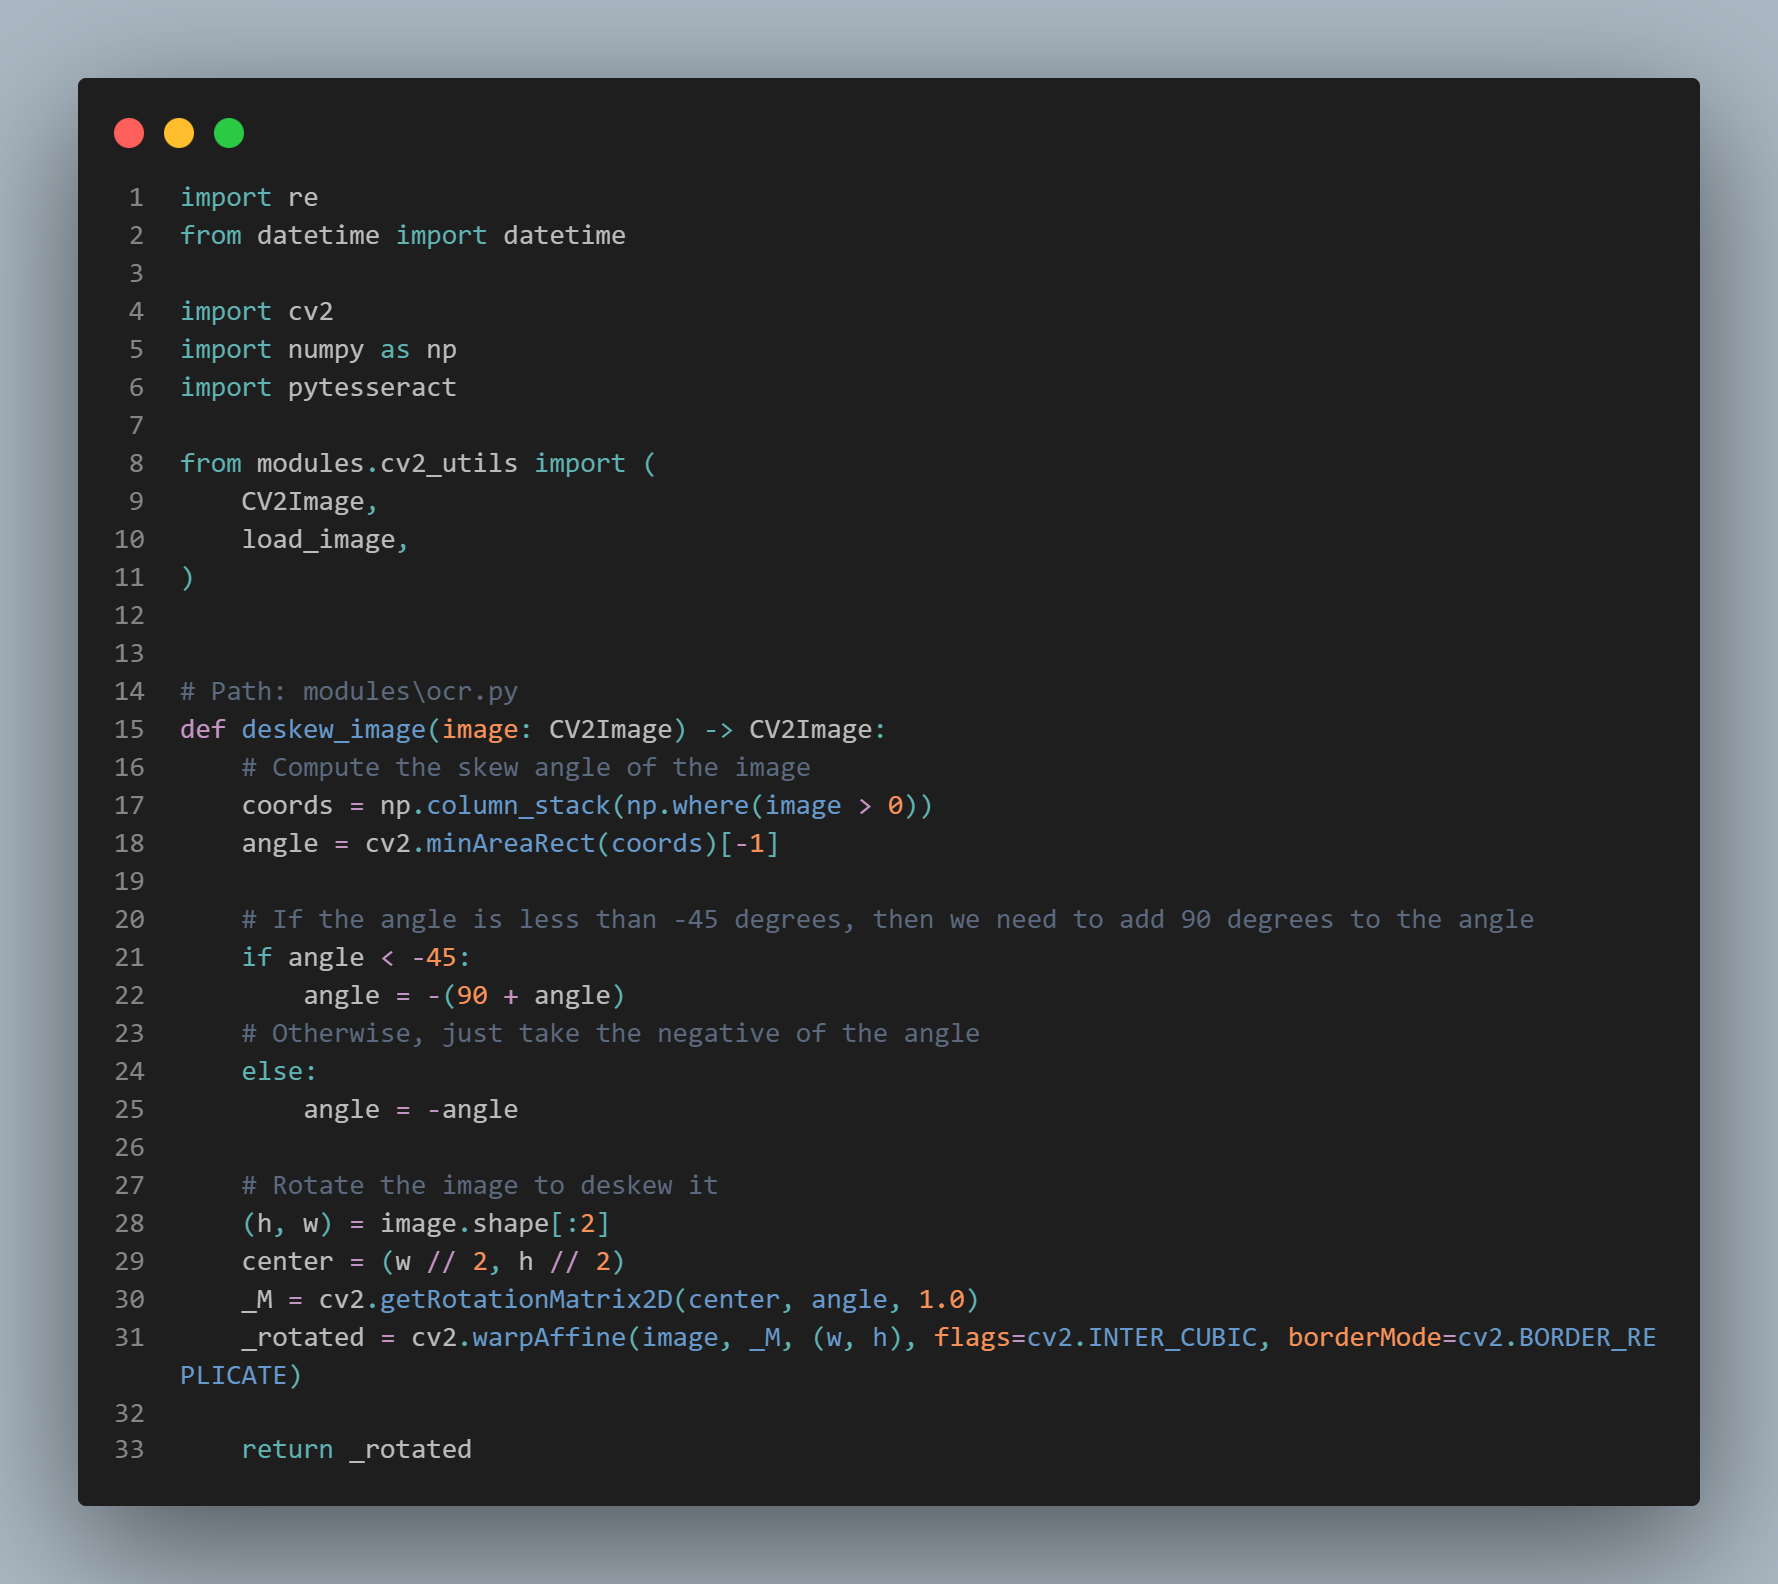 1 import re
2 from datetime import datetime
3
4 import cv2
5 import numpy as np
6 import pytesseract
7
8 from modules.cv2_utils import (
9     CV2Image,
10     load_image,
11 )
12
13
14 # Path: modules\ocr.py
15 def deskew_image(image: CV2Image) -> CV2Image:
16     # Compute the skew angle of the image
17     coords = np.column_stack(np.where(image > 0))
18     angle = cv2.minAreaRect(coords)[-1]
19
20     # If the angle is less than -45 degrees, then we need to add 90 degrees to the angle
21     if angle < -45:
22         angle = -(90 + angle)
23     # Otherwise, just take the negative of the angle
24     else:
25         angle = -angle
26
27     # Rotate the image to deskew it
28     (h, w) = image.shape[:2]
29     center = (w // 2, h // 2)
30     _M = cv2.getRotationMatrix2D(center, angle, 1.0)
31     _rotated = cv2.warpAffine(image, _M, (w, h), flags=cv2.INTER_CUBIC, borderMode=cv2.BORDER_RE
PLICATE)
32
33     return _rotated